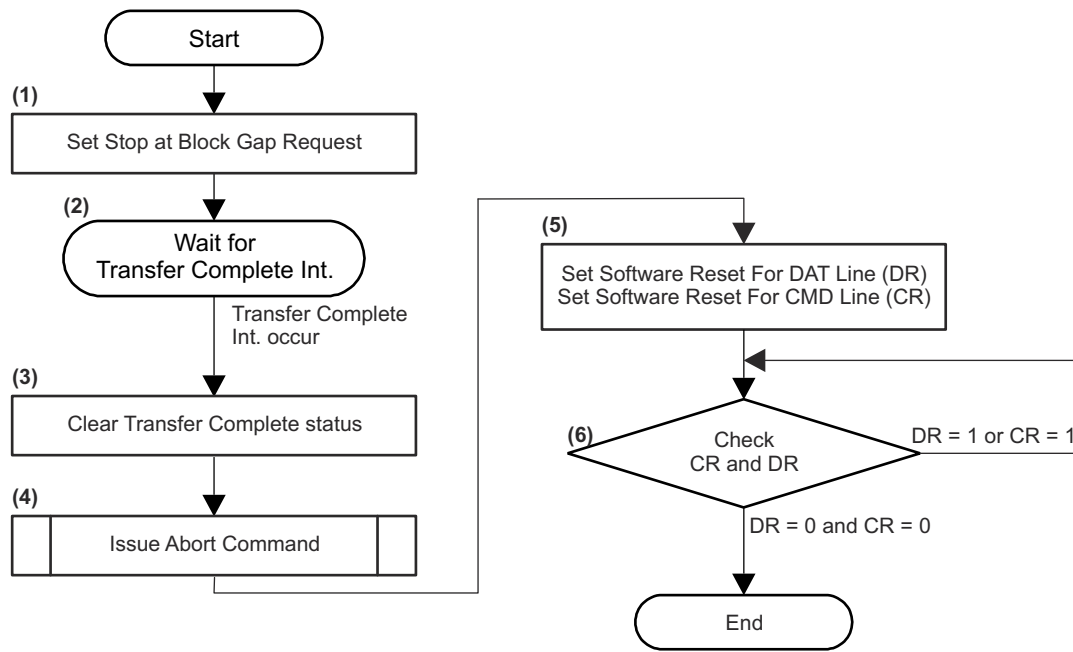 Start
(1)
Set Stop at Block Gap Request
(2)
Wait for
Transfer Complete Int.
Transfer Complete
Int. occur
(3)
Clear Transfer Complete status
(4)
Issue Abort Command
(5)
Set Software Reset For DAT Line (DR)
Set Software Reset For CMD Line (CR)
(6)
Check
CR and DR
DR = 1 or CR = 1
DR = 0 and CR = 0
End